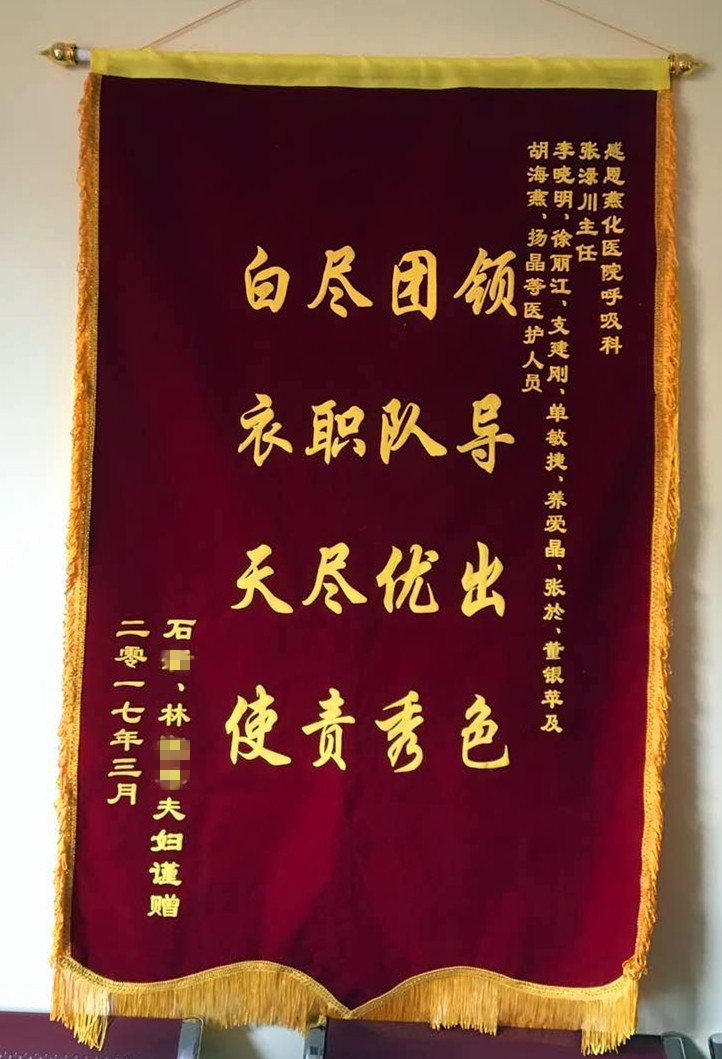 感恩燕化医院呼吸科
张渌川主任
李晓明、徐丽江、支建刚、单敏捷、养爱晶、张於、董银苹及
胡海燕、扬晶等医护人员
领导出色
团队优秀
尽职尽责
白衣天使
石、林夫妇谨赠
二零一七年三月